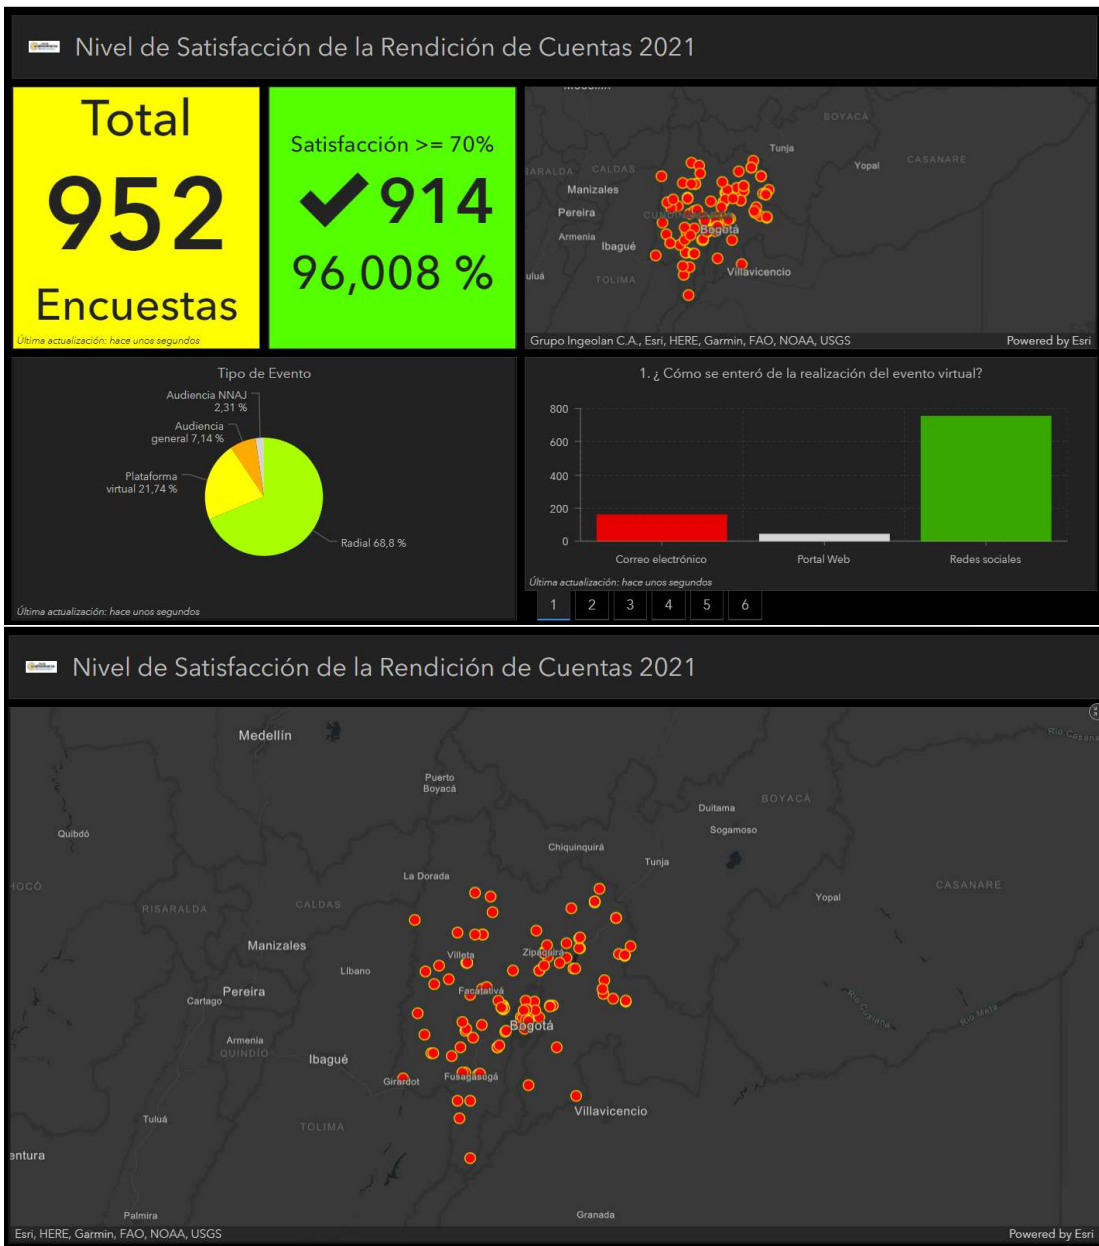 Nivel de Satisfacción de la Rendición de Cuentas 2021
Total
952
Encuestas
Última actualización: hace unos segundos
Satisfacción >= 70%
914
96,008 %
BOYACÁ
Tunja
Yopal
CASANARE
CALDAS
Manizales
Pereira
Bogotá
Armenia
Ibagué
Villavicencio
TOLIMA
Grupo Ingeolan C.A., Esri, HERE, Garmin, FAO, NOAA, USGS
Powered by Esri
Tipo de Evento
Audiencia NNAJ
2,31 %
Audiencia
general 7,14 %
Plataforma
virtual 21,74 %
Radial 68,8 %
Última actualización: hace unos segundos
1. ¿ Cómo se enteró de la realización del evento virtual?
800
600
400
200
0
Correo electrónico
Portal Web
Redes sociales
Última actualización: hace unos segundos
1 2 3 4 5 6
Nivel de Satisfacción de la Rendición de Cuentas 2021
Medellín
Puerto
Boyacá
BOYACÁ
Duitama
Sogamoso
Quibdó
Chiquinquirá
Tunja
La Dorada
CASANARE
Yopal
RISARALDA
CALDAS
Manizales
Villeta
Zipaquirá
Líbano
Pereira
Cartago
Facatativá
Río Meta
Bogotá
Armenia
QUINDÍO
Ibagué
Girardot
Fusagasugá
Villavicencio
Tuluá
TOLIMA
Palmira
Granada
Esri, HERE, Garmin, FAO, NOAA, USGS
Powered by Esri